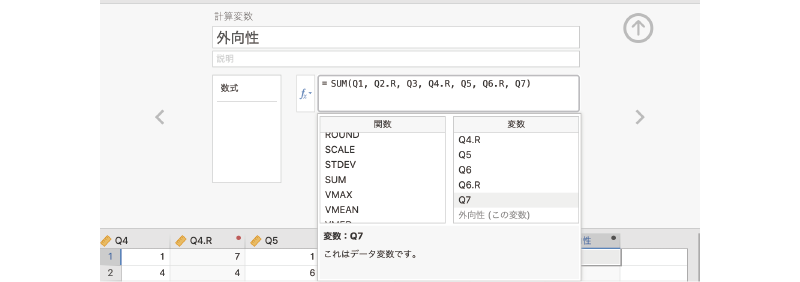 計算変数
外向性
説明
数式
fx
= SUM(Q1, Q2.R, Q3, Q4.R, Q5, Q6.R, Q7)
関数
ROUND
SCALE
STDEV
SUM
VMAX
VMEAN
VMED
変数
Q4.R
Q5
Q6
Q6.R
Q7
外向性 (この変数)
変数：Q7
これはデータ変数です。
Q4 Q4.R Q5 性
1 1 7 1
2 4 4 6